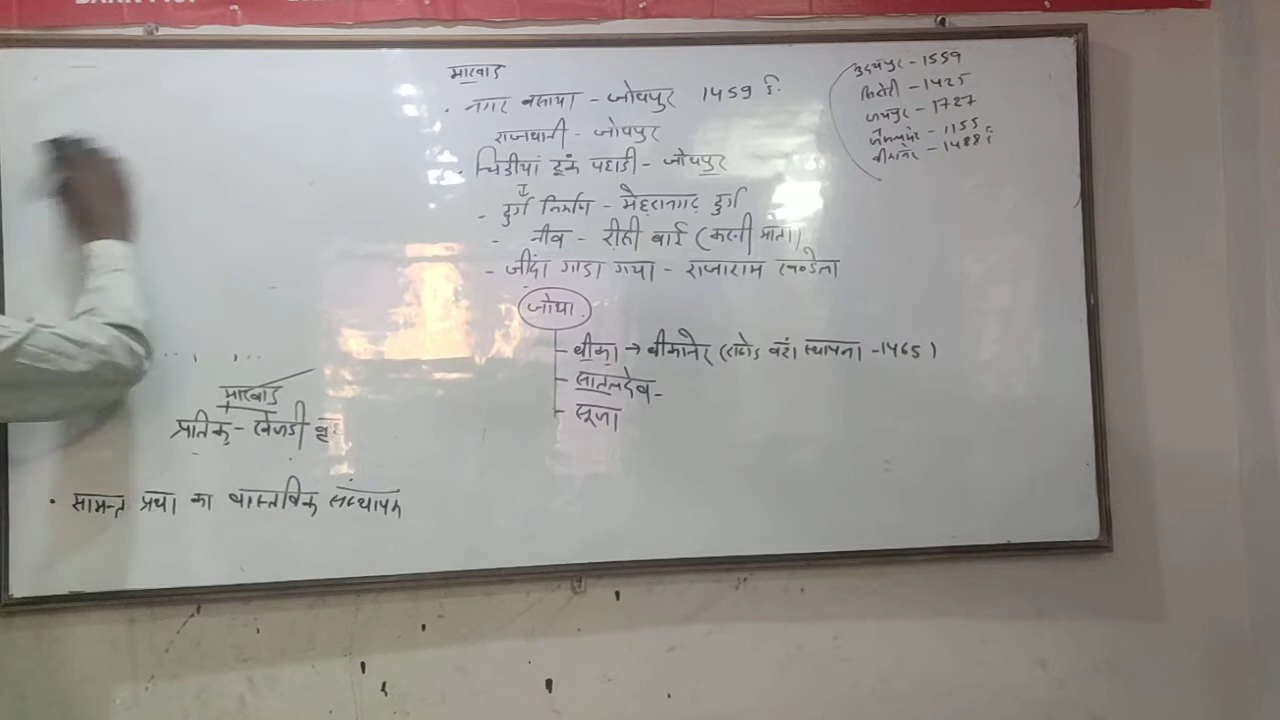 मारवाड
· नगर बसाया - जोधपुर 1459 ई.
राजधानी - जोधपुर
· चिडीयां टूंक पहाडी - जोधपुर
- दुर्ग निर्माण - मेहरानगढ़ दुर्ग
- नीव - रीद्दी बाई (करणी माता)
- जींदा गाडा गया - राजाराम
जोधा
- बीका → बीकानेर (राठोड वंश स्थापना - 1465)
- सातलदेव -
- सूजा
उदयपुर - 1559
- 1425
जयपुर - 1727
जैसलमेर - 1155
बीकानेर - 1488 ई
मारवाड
प्रतिक - खेजडी
· सामन्त प्रथा का वास्तविक संस्थापक